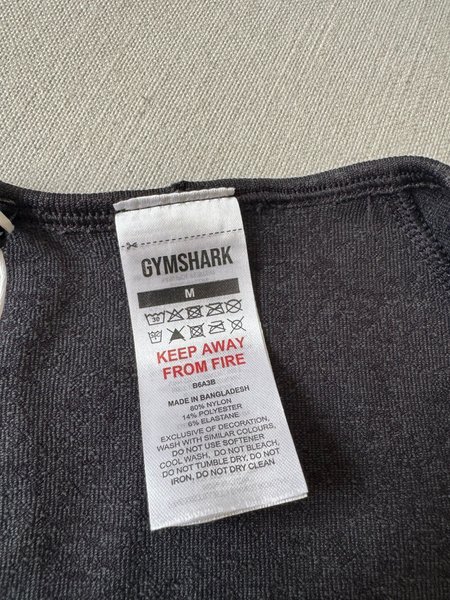 GYMSHARK
M
30
KEEP AWAY
FROM FIRE
B6A3B
MADE IN BANGLADESH
80% NYLON
14% POLYESTER
6% ELASTANE
EXCLUSIVE OF DECORATION,
WASH WITH SIMILAR COLOURS,
DO NOT USE SOFTENER
COOL WASH, DO NOT BLEACH,
DO NOT TUMBLE DRY, DO NOT
IRON, DO NOT DRY CLEAN